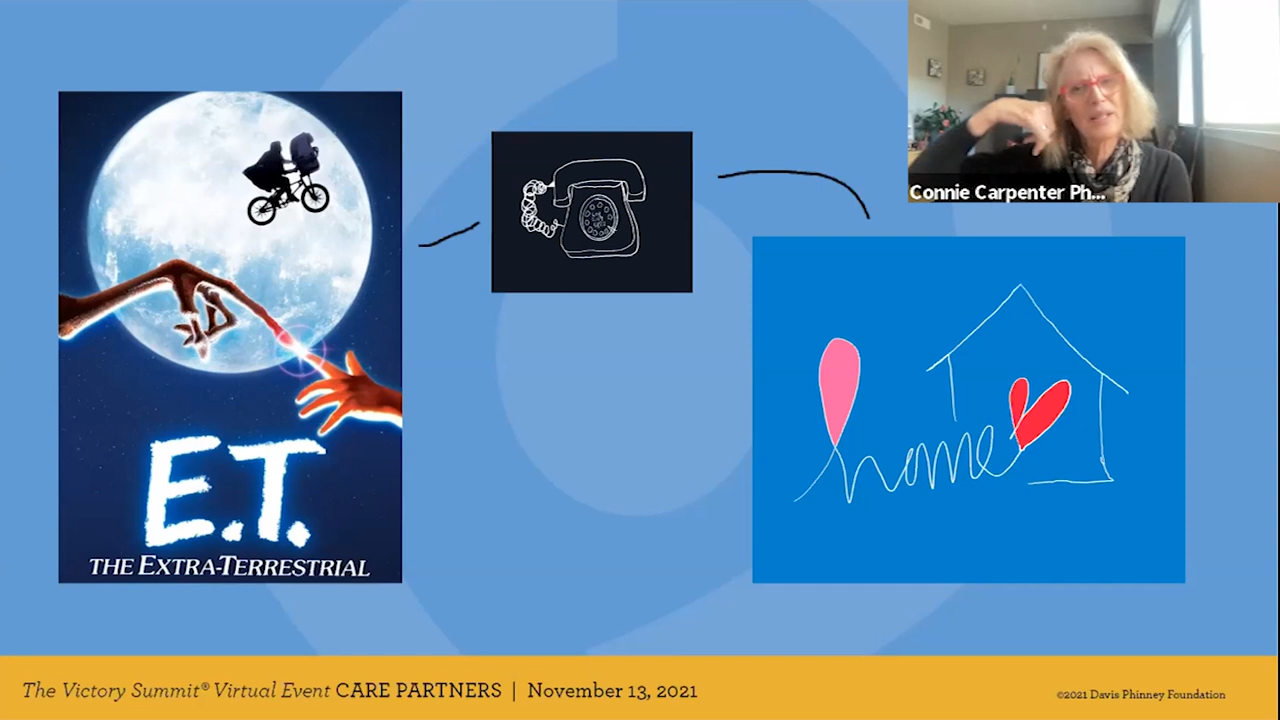 Connie Carpenter Ph...
E.T.
THE EXTRA-TERRESTRIAL
home
The Victory Summit® Virtual Event CARE PARTNERS | November 13, 2021
©2021 Davis Phinney Foundation